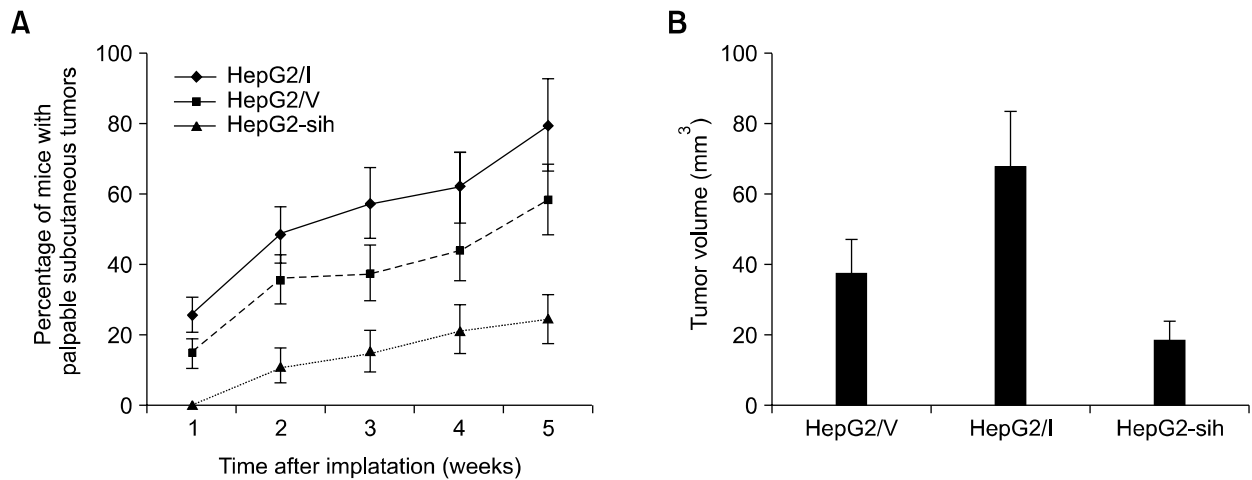 A
Percentage of mice with
palpable subcutaneous tumors
100
80
60
40
20
0
HepG2/I
HepG2/V
HepG2-sih
1 2 3 4 5
Time after implatation (weeks)
B
Tumor volume (mm3)
100
80
60
40
20
0
HepG2/V HepG2/I HepG2-sih